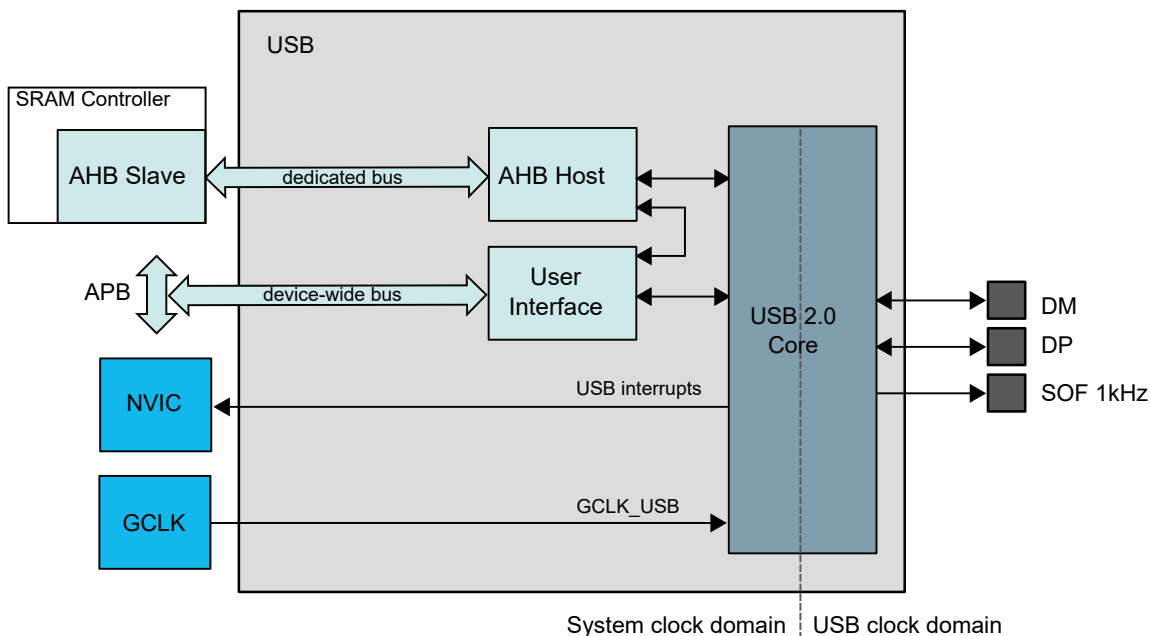 USB
SRAM Controller
AHB Slave
dedicated bus
AHB Host
APB
device-wide bus
User
Interface
USB 2.0
Core
DM
DP
SOF 1kHz
NVIC
USB interrupts
GCLK
GCLK_USB
System clock domain
USB clock domain